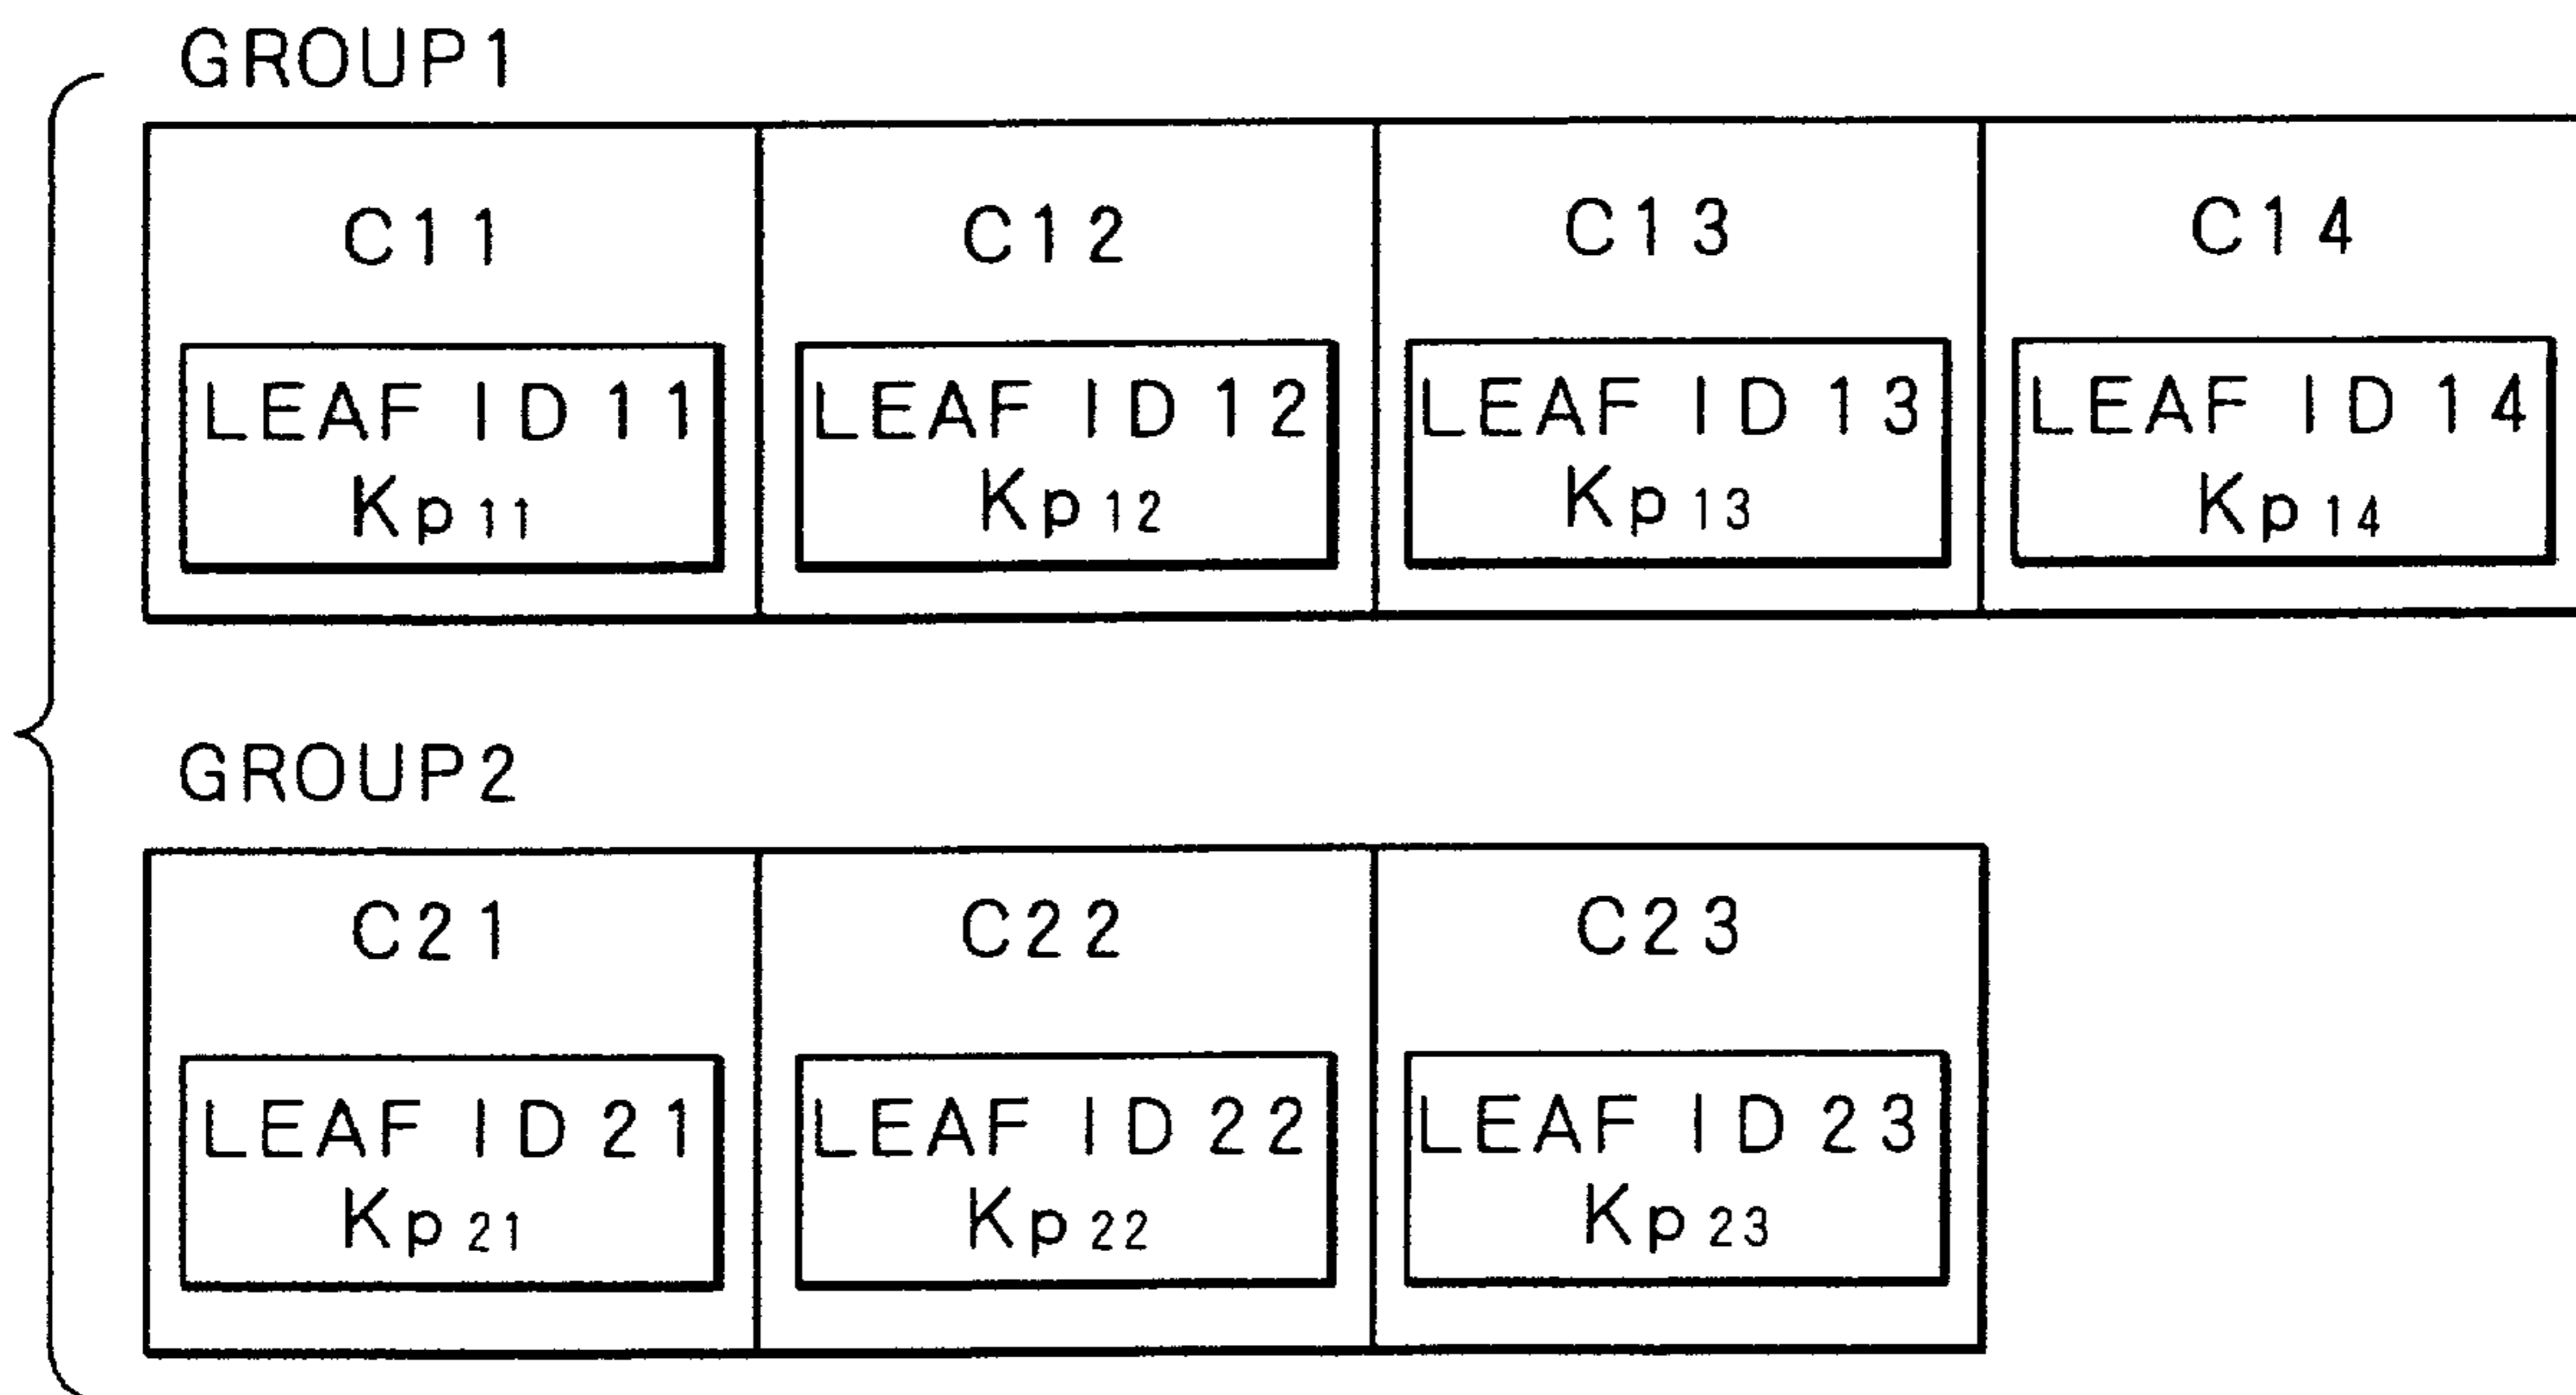 GROUP1
C11 C12 C13 C14
LEAF ID11 LEAF ID12 LEAF ID13 LEAF ID14
Kp11 Kp12 Kp13 Kp14
GROUP2
C21 C22 C23
LEAF ID21 LEAF ID22 LEAF ID23
Kp21 Kp22 Kp23